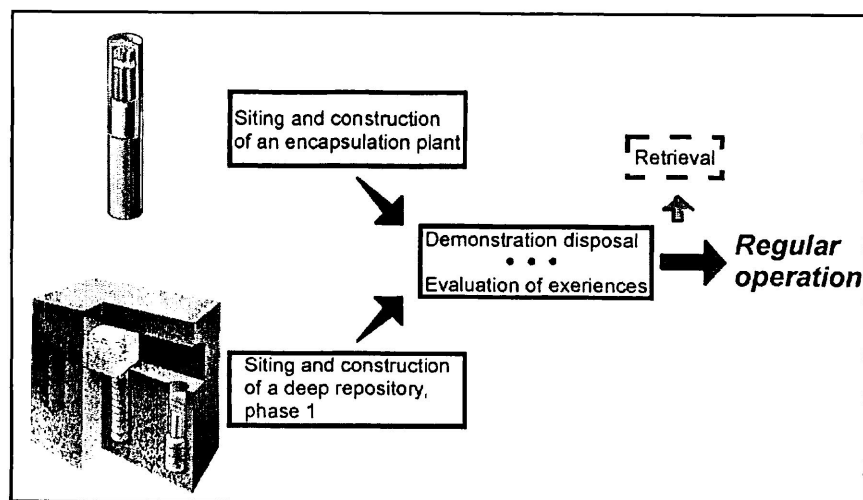 Siting and construction
of an encapsulation plant
Retrieval
Demonstration disposal
• • •
Evaluation of exeriences
Regular
operation
Siting and construction
of a deep repository,
phase 1